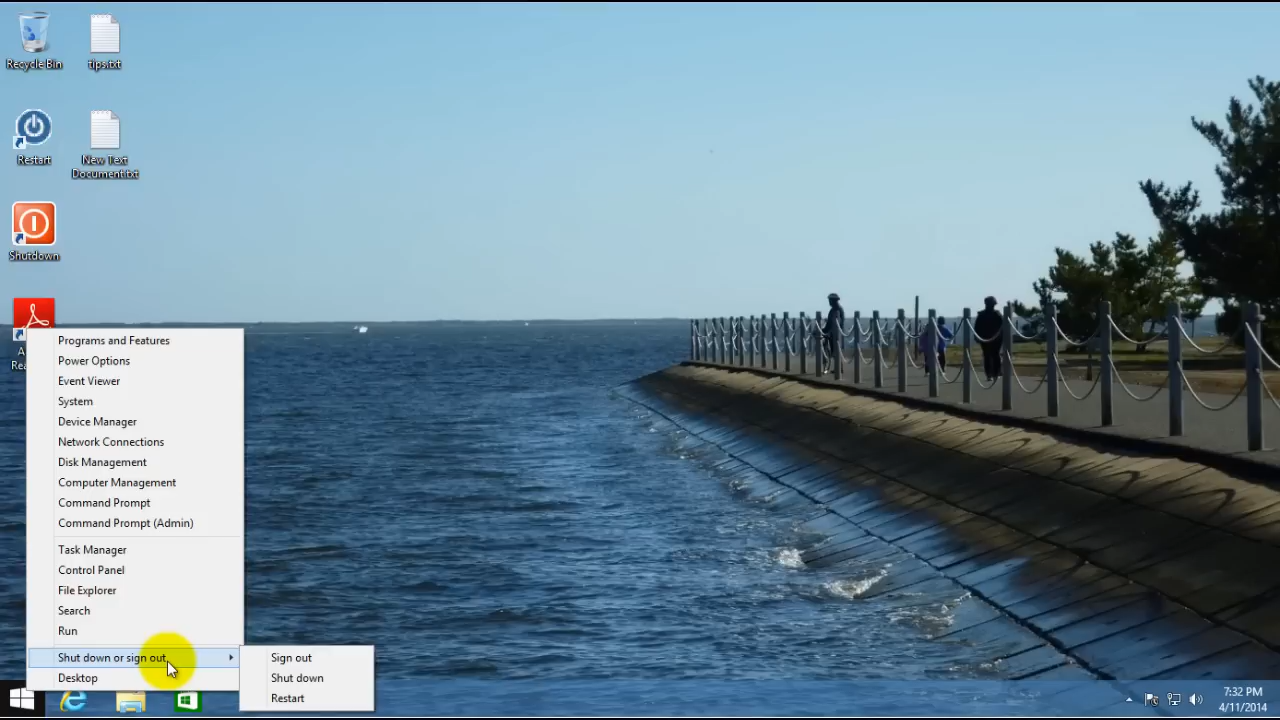 Recycle Bin
tips.txt
Restart
New Text
Document.txt
Shutdown
A
Rea
Programs and Features
Power Options
Event Viewer
System
Device Manager
Network Connections
Disk Management
Computer Management
Command Prompt
Command Prompt (Admin)
Task Manager
Control Panel
File Explorer
Search
Run
Shut down or sign out
Desktop
Sign out
Shut down
Restart
7:32 PM
4/11/2014